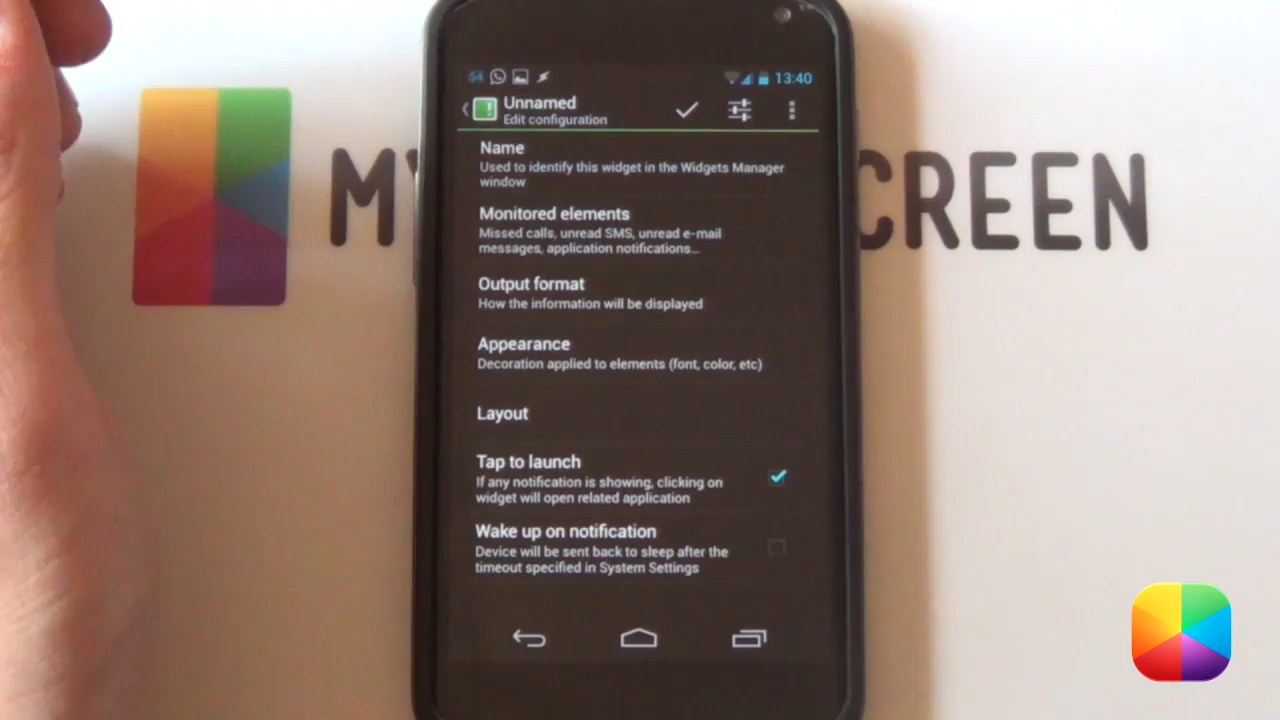 54 13:40
Unnamed
Edit configuration
MY CREEN
Name
Used to identify this widget in the Widgets Manager
window
Monitored elements
Missed calls, unread SMS, unread e-mail
messages, application notifications...
Output format
How the information will be displayed
Appearance
Decoration applied to elements (font, color, etc)
Layout
Tap to launch
If any notification is showing, clicking on
widget will open related application
Wake up on notification
Device will be sent back to sleep after the
timeout specified in System Settings